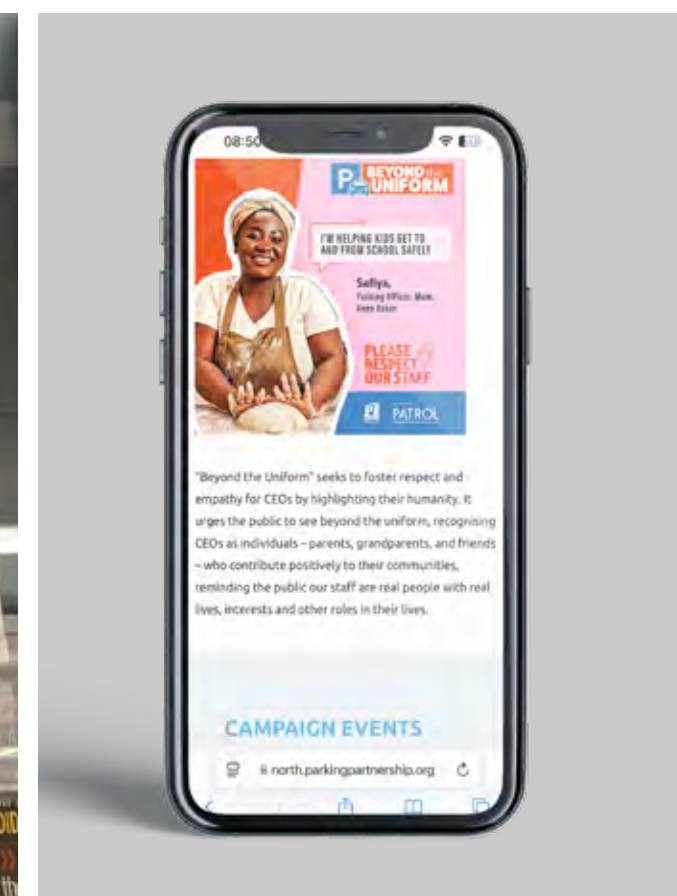 08:50
BEYOND the
UNIFORM
I'M HELPING KIDS GET TO
AND FROM SCHOOL SAFELY
Safiya,
Parking Officer, Mum,
Keen Baker
PLEASE
RESPECT
OUR STAFF
PATROL
"Beyond the Uniform" seeks to foster respect and
empathy for CEOs by highlighting their humanity. It
urges the public to see beyond the uniform, recognising
CEOs as individuals – parents, grandparents, and friends
– who contribute positively to their communities,
reminding the public our staff are real people with real
lives, interests and other roles in their lives.
CAMPAIGN EVENTS
north.parkingpartnership.org